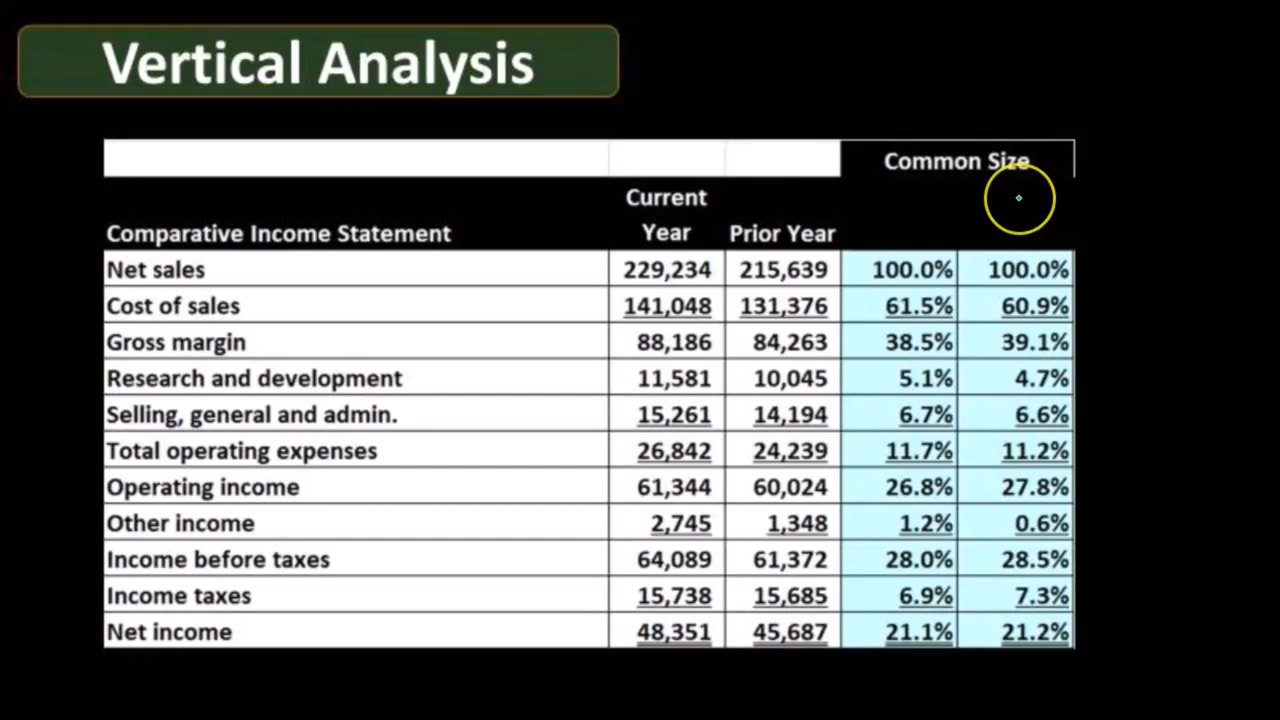 Vertical Analysis
Common Size
Current
Comparative Income Statement Year Prior Year
Net sales 229,234 215,639 100.0% 100.0%
Cost of sales 141,048 131,376 61.5% 60.9%
Gross margin 88,186 84,263 38.5% 39.1%
Research and development 11,581 10,045 5.1% 4.7%
Selling, general and admin. 15,261 14,194 6.7% 6.6%
Total operating expenses 26,842 24,239 11.7% 11.2%
Operating income 61,344 60,024 26.8% 27.8%
Other income 2,745 1,348 1.2% 0.6%
Income before taxes 64,089 61,372 28.0% 28.5%
Income taxes 15,738 15,685 6.9% 7.3%
Net income 48,351 45,687 21.1% 21.2%